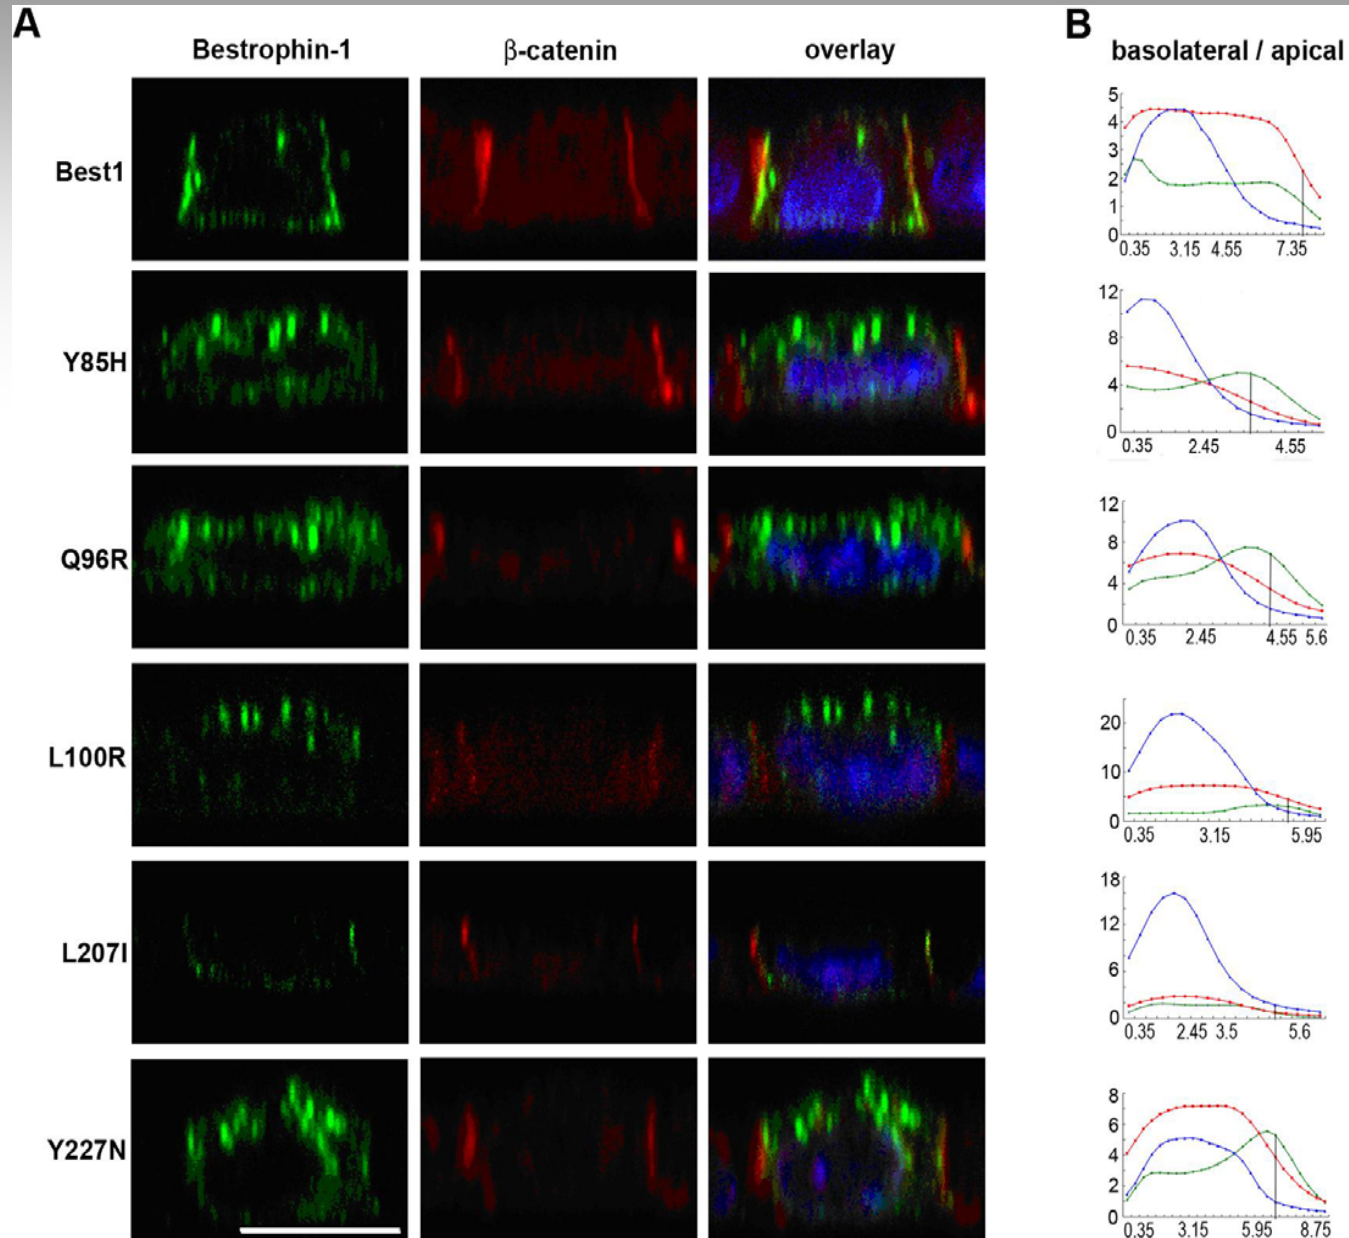 A
B
Bestrophin-1
β-catenin
overlay
basolateral / apical
Best1
5
4
3
2
1
0
0.35 3.15 4.55 7.35
Y85H
12
8
4
0
0.35 2.45 4.55
Q96R
12
8
4
0
0.35 2.45 4.55 5.6
L100R
20
10
0
0.35 3.15 5.95
L207I
18
12
6
0
0.35 2.45 3.5 5.6
Y227N
8
6
4
2
0
0.35 3.15 5.95 8.75